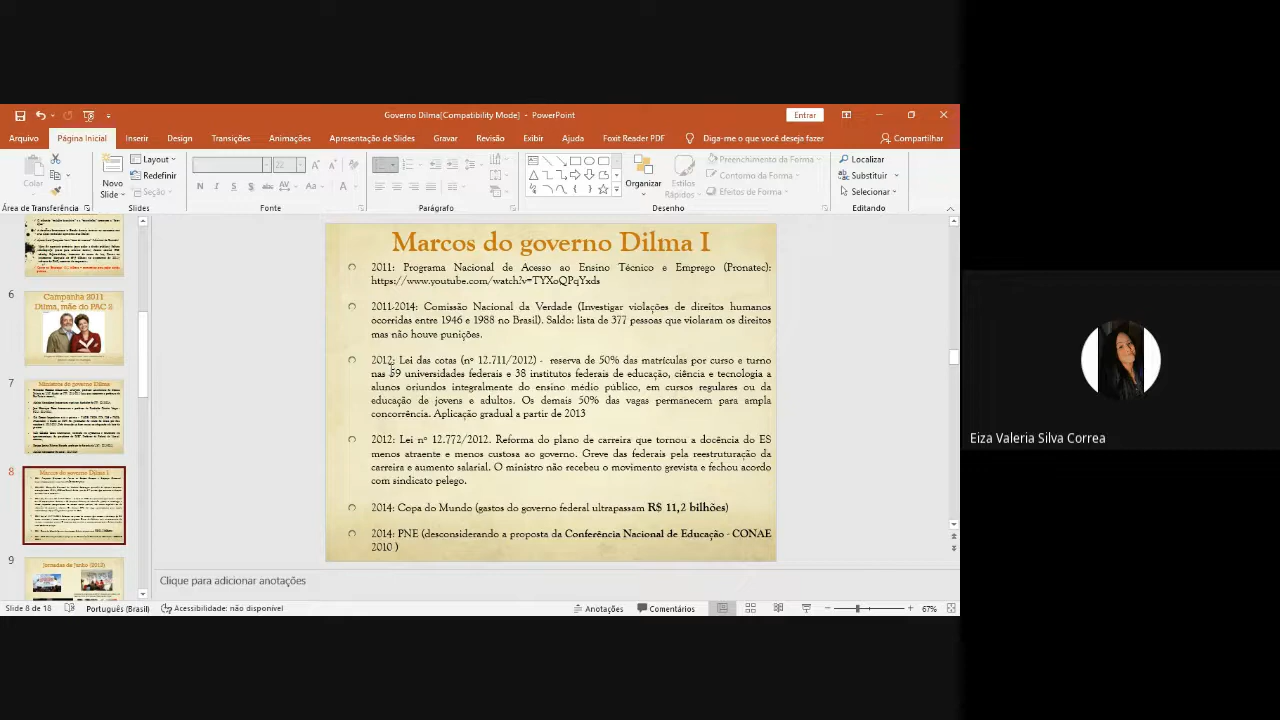 Governo Dilma[Compatibility Mode] - PowerPoint
Entrar
Arquivo
Página Inicial
Inserir
Design
Transições
Animações
Apresentação de Slides
Gravar
Revisão
Exibir
Ajuda
Foxit Reader PDF
Diga-me o que você deseja fazer
Compartilhar
Colar
Novo
Slide
Layout
Redefinir
Seção
22
N I S S abc AV Aa A
Organizar
Estilos
Rápidos
Preenchimento da Forma
Contorno da Forma
Efeitos de Forma
Localizar
Substituir
Selecionar
Área de Transferência
Slides
Fonte
Parágrafo
Desenho
Editando
6
Campanha 2011
Dilma, mãe do PAC 2
7
Ministros do governo Dilma
8
Marcos do governo Dilma I
9
Jornadas de Junho (2013)
Marcos do governo Dilma I
2011: Programa Nacional de Acesso ao Ensino Técnico e Emprego (Pronatec):
https://www.youtube.com/watch?v=TYXoQPqYxds
2011-2014: Comissão Nacional da Verdade (Investigar violações de direitos humanos
ocorridas entre 1946 e 1988 no Brasil). Saldo: lista de 377 pessoas que violaram os direitos
mas não houve punições.
2012: Lei das cotas (nº 12.711/2012) - reserva de 50% das matrículas por curso e turno
nas 59 universidades federais e 38 institutos federais de educação, ciência e tecnologia a
alunos oriundos integralmente do ensino médio público, em cursos regulares ou da
educação de jovens e adultos. Os demais 50% das vagas permanecem para ampla
concorrência. Aplicação gradual a partir de 2013
2012: Lei nº 12.772/2012. Reforma do plano de carreira que tornou a docência do ES
menos atraente e menos custosa ao governo. Greve das federais pela reestruturação da
carreira e aumento salarial. O ministro não recebeu o movimento grevista e fechou acordo
com sindicato pelego.
2014: Copa do Mundo (gastos do governo federal ultrapassam R$ 11,2 bilhões)
2014: PNE (desconsiderando a proposta da Conferência Nacional de Educação - CONAE
2010 )
Clique para adicionar anotações
Slide 8 de 18
Português (Brasil)
Acessibilidade: não disponível
Anotações
Comentários
67%
Eiza Valeria Silva Correa